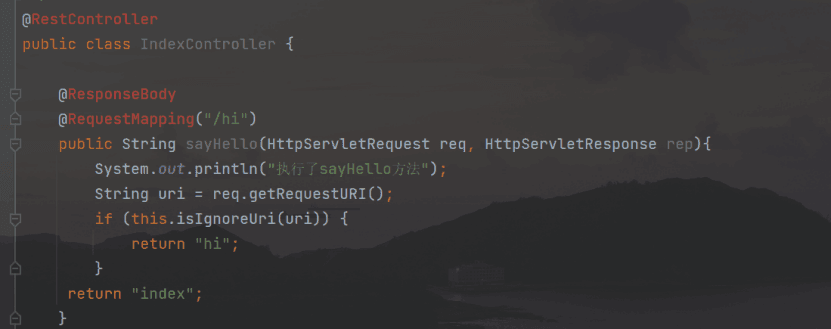 @RestController
public class IndexController {
@ResponseBody
@RequestMapping("/hi")
public String sayHello(HttpServletRequest req, HttpServletResponse rep){
System.out.println("执行了sayHello方法");
String uri = req.getRequestURI();
if (this.isIgnoreUri(uri)) {
return "hi";
}
return "index";
}